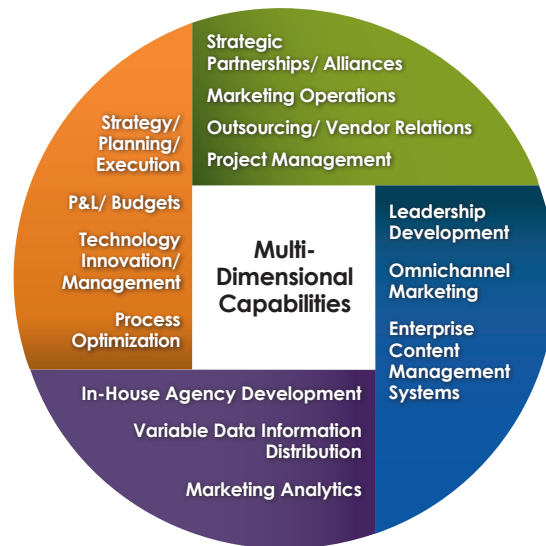 Strategic
Partnerships/ Alliances
Marketing Operations
Outsourcing/ Vendor Relations
Project Management
Strategy/
Planning/
Execution
P&L/ Budgets
Technology
Innovation/
Management
Process
Optimization
Multi-
Dimensional
Capabilities
Leadership
Development
Omnichannel
Marketing
Enterprise
Content
Management
Systems
In-House Agency Development
Variable Data Information
Distribution
Marketing Analytics